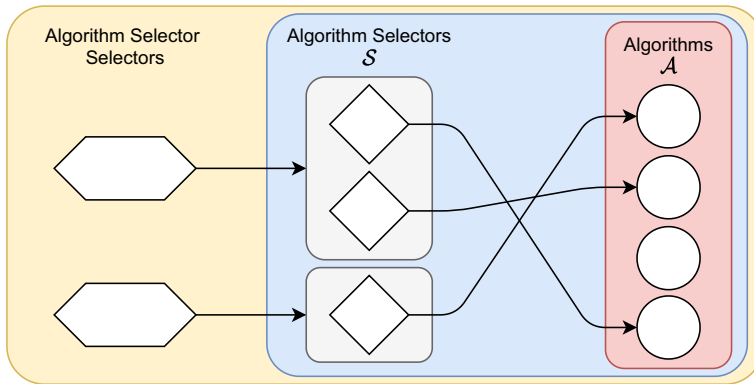 Algorithm Selector
Selectors
Algorithm Selectors
𝒮
Algorithms
𝒜